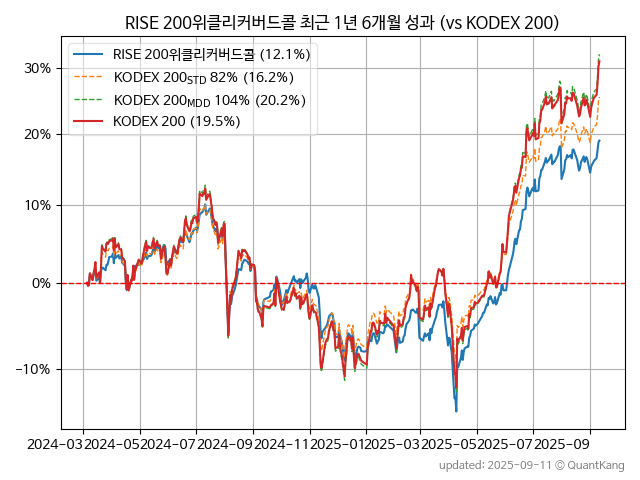 RISE 200위클리커버드콜 최근 1년 6개월 성과 (vs KODEX 200)
RISE 200위클리커버드콜 (12.1%)
KODEX 200STD 82% (16.2%)
KODEX 200MDD 104% (20.2%)
KODEX 200 (19.5%)
30%
20%
10%
0%
−10%
2024-03
2024-05
2024-07
2024-09
2024-11
2025-01
2025-03
2025-05
2025-07
2025-09
updated: 2025-09-11 © QuantKang